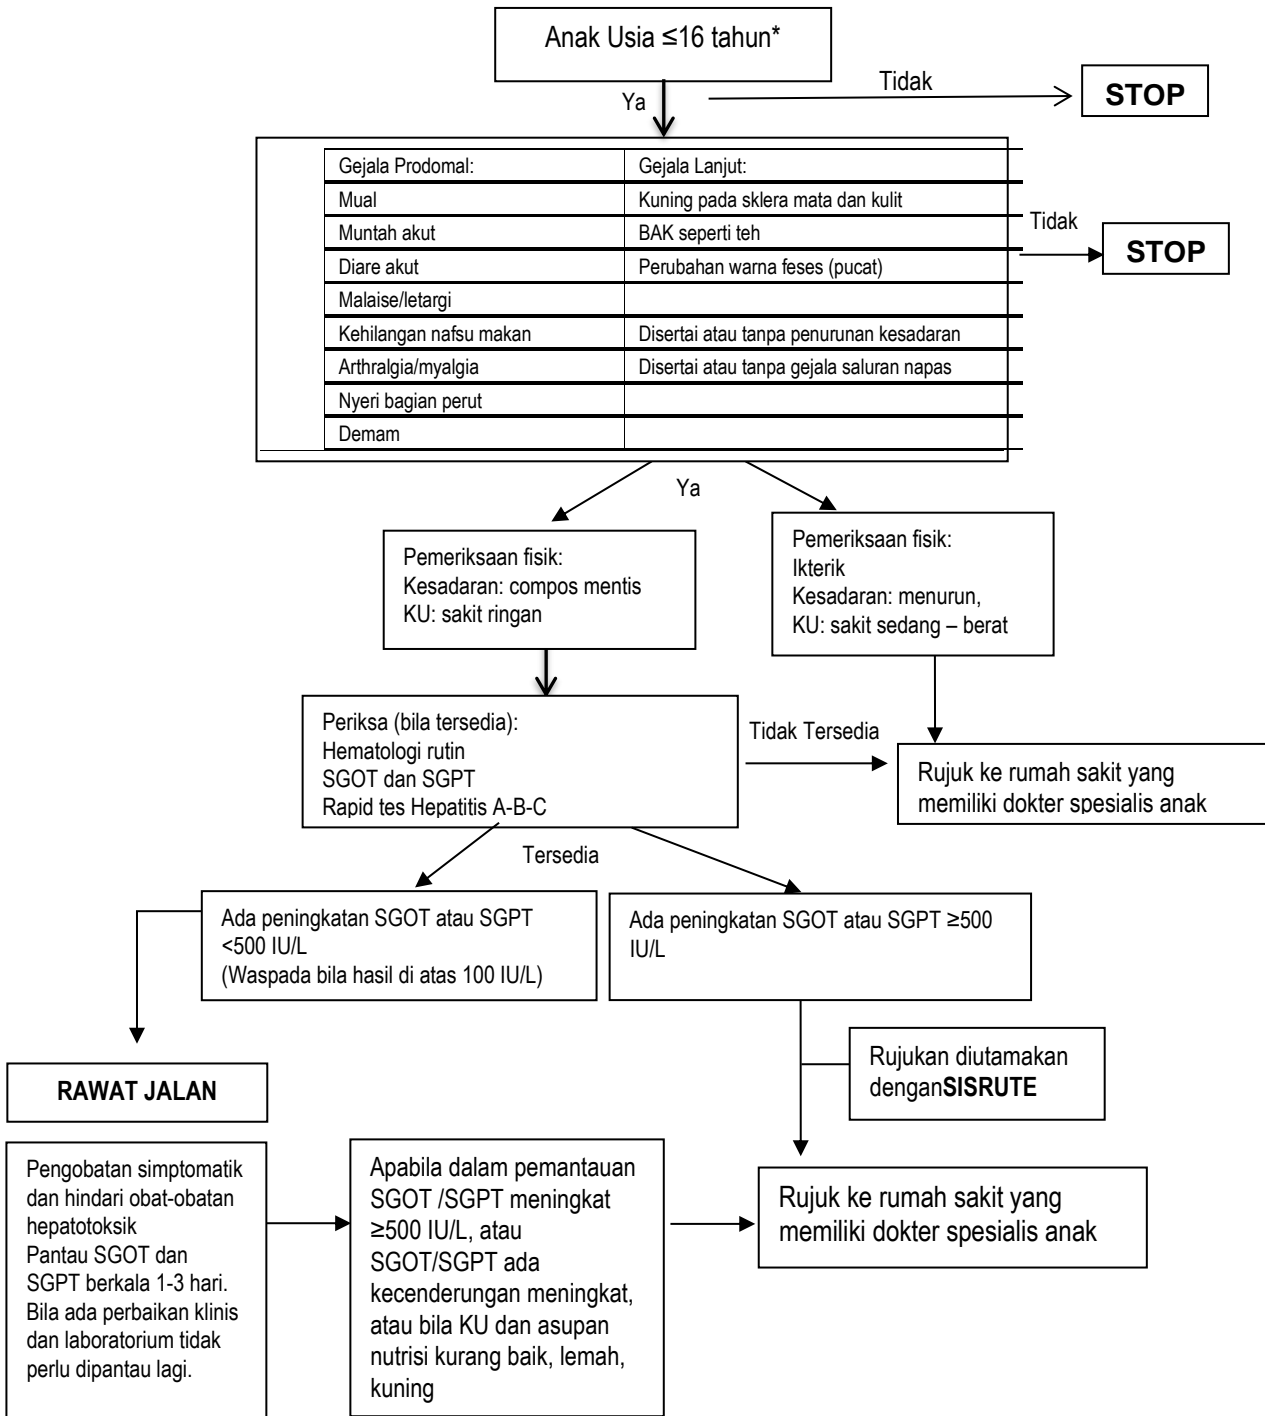 Anak Usia ≤16 tahun*
Ya
Tidak
STOP
Gejala Prodomal:
Gejala Lanjut:
Mual
Kuning pada sklera mata dan kulit
Muntah akut
BAK seperti teh
Diare akut
Perubahan warna feses (pucat)
Malaise/letargi
Kehilangan nafsu makan
Disertai atau tanpa penurunan kesadaran
Arthralgia/myalgia
Disertai atau tanpa gejala saluran napas
Nyeri bagian perut
Demam
Tidak
STOP
Ya
Pemeriksaan fisik:
Kesadaran: compos mentis
KU: sakit ringan
Pemeriksaan fisik:
Ikterik
Kesadaran: menurun,
KU: sakit sedang – berat
Periksa (bila tersedia):
Hematologi rutin
SGOT dan SGPT
Rapid tes Hepatitis A-B-C
Tidak Tersedia
Rujuk ke rumah sakit yang
memiliki dokter spesialis anak
Tersedia
Ada peningkatan SGOT atau SGPT
<500 IU/L
(Waspada bila hasil di atas 100 IU/L)
Ada peningkatan SGOT atau SGPT ≥500
IU/L
Rujukan diutamakan
denganSISRUTE
RAWAT JALAN
Pengobatan simptomatik
dan hindari obat-obatan
hepatotoksik
Pantau SGOT dan
SGPT berkala 1-3 hari.
Bila ada perbaikan klinis
dan laboratorium tidak
perlu dipantau lagi.
Apabila dalam pemantauan
SGOT /SGPT meningkat
≥500 IU/L, atau
SGOT/SGPT ada
kecenderungan meningkat,
atau bila KU dan asupan
nutrisi kurang baik, lemah,
kuning
Rujuk ke rumah sakit yang
memiliki dokter spesialis anak